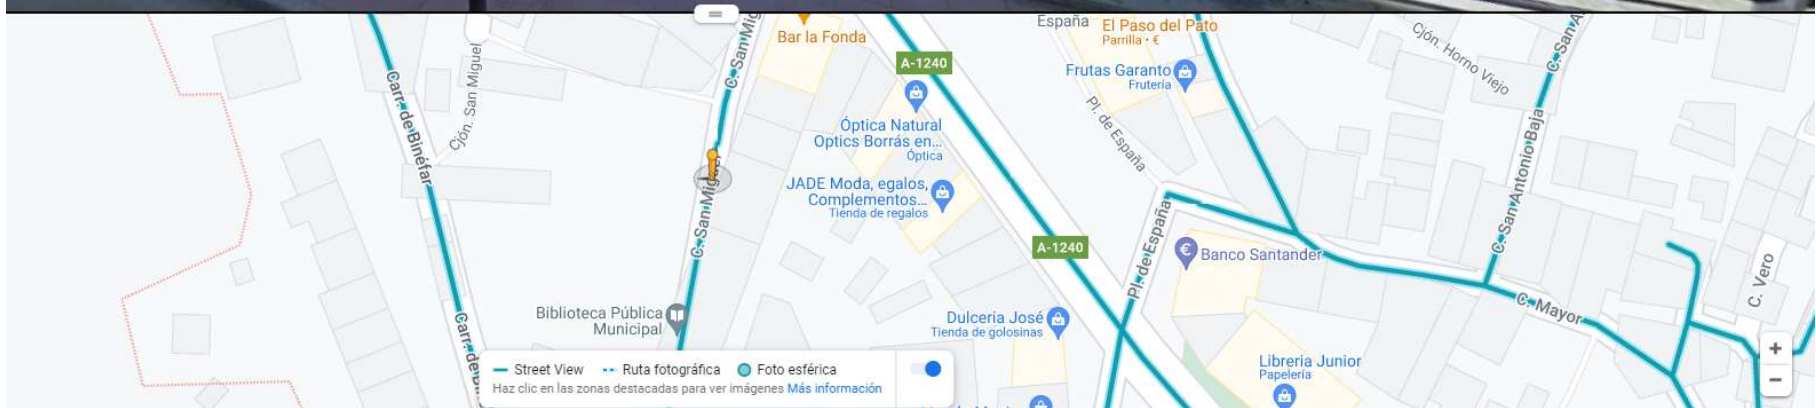 C. San Mig
Bar la Fonda
España
El Paso del Pato
Parrilla · €
Cjón. Horno Viejo
C. San A
A-1240
Frutas Garanto
Frutería
Carr. de Binéfar
Cjón. San Miguel
Óptica Natural
Optics Borrás en...
Óptica
Pl. de España
C. San Antonio Baja
JADE Moda, egalos,
Complementos...
Tienda de regalos
C. San Miguel
A-1240
Pl. de España
Banco Santander
C. Vero
C. Mayor
Biblioteca Pública
Municipal
Dulceria José
Tienda de golosinas
Carr. de Bin
Libreria Junior
Papelería
Street View
Ruta fotográfica
Foto esférica
Haz clic en las zonas destacadas para ver imágenes Más información